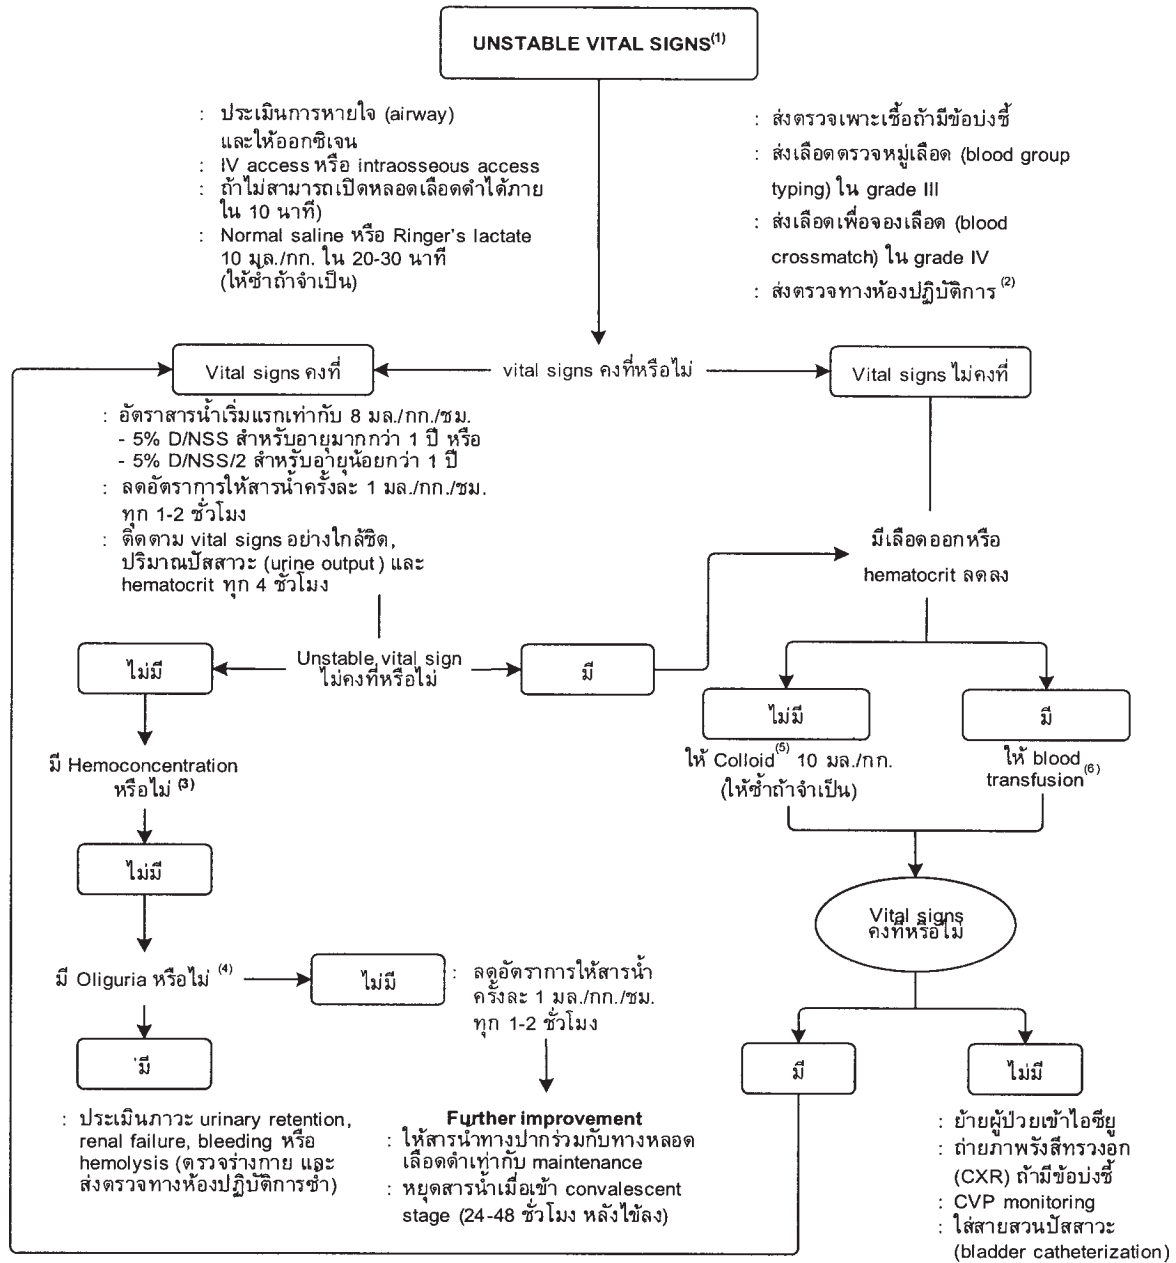 UNSTABLE VITAL SIGNS(1)
: ประเมินการหายใจ (airway)
และให้ออกซิเจน
: IV access หรือ intraosseous access
: ถ้าไม่สามารถเปิดหลอดเลือดดำได้ภาย
ใน 10 นาที)
: Normal saline หรือ Ringer's lactate
10 มล./กก. ใน 20-30 นาที
(ให้ซ้ำถ้าจำเป็น)
: ส่งตรวจเพาะเชื้อถ้ามีข้อบ่งชี้
: ส่งเลือดตรวจหมู่เลือด (blood group
typing) ใน grade III
: ส่งเลือดเพื่อจองเลือด (blood
crossmatch) ใน grade IV
: ส่งตรวจทางห้องปฏิบัติการ (2)
Vital signs คงที่
vital signs คงที่หรือไม่
Vital signs ไม่คงที่
: อัตราสารน้ำเริ่มแรกเท่ากับ 8 มล./กก./ชม.
- 5% D/NSS สำหรับอายุมากกว่า 1 ปี หรือ
- 5% D/NSS/2 สำหรับอายุน้อยกว่า 1 ปี
: ลดอัตราการให้สารน้ำครั้งละ 1 มล./กก./ชม.
ทุก 1-2 ชั่วโมง
: ติดตาม vital signs อย่างใกล้ชิด,
ปริมาณปัสสาวะ (urine output) และ
hematocrit ทุก 4 ชั่วโมง
มีเลือดออกหรือ
hematocrit ลดลง
ไม่มี
Unstable vital sign
ไม่คงที่หรือไม่
มี
ไม่มี
มี
ให้ Colloid(5) 10 มล./กก.
(ให้ซ้ำถ้าจำเป็น)
ให้ blood
transfusion(6)
มี Hemoconcentration
หรือไม่ (3)
ไม่มี
Vital signs
คงที่หรือไม่
มี Oliguria หรือไม่ (4)
ไม่มี
: ลดอัตราการให้สารน้ำ
ครั้งละ 1 มล./กก./ชม.
ทุก 1-2 ชั่วโมง
มี
มี
ไม่มี
: ประเมินภาวะ urinary retention,
renal failure, bleeding หรือ
hemolysis (ตรวจร่างกาย และ
ส่งตรวจทางห้องปฏิบัติการซ้ำ)
Further improvement
: ให้สารน้ำทางปากร่วมกับทางหลอด
เลือดดำเท่ากับ maintenance
: หยุดสารน้ำเมื่อเข้า convalescent
stage (24-48 ชั่วโมง หลังไข้ลง)
: ย้ายผู้ป่วยเข้าไอซียู
: ถ่ายภาพรังสีทรวงอก
(CXR) ถ้ามีข้อบ่งชี้
: CVP monitoring
: ใส่สายสวนปัสสาวะ
(bladder catheterization)